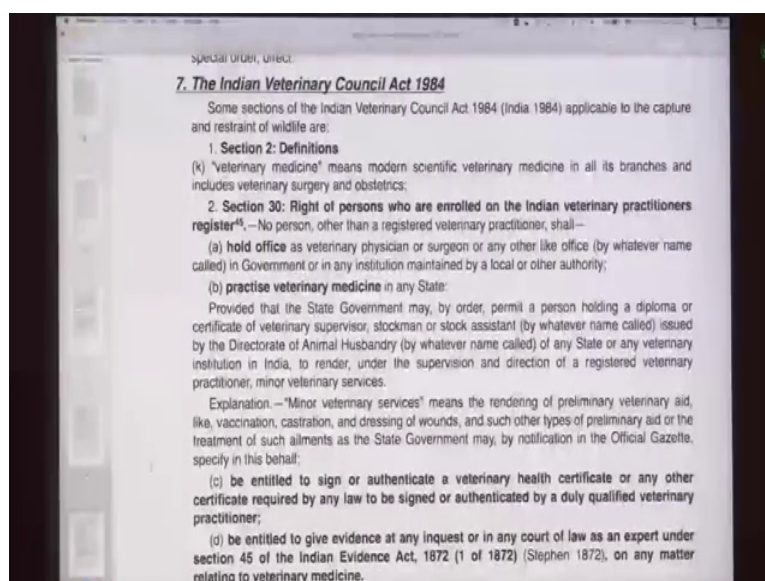 special order, direct.
7. The Indian Veterinary Council Act 1984
Some sections of the Indian Veterinary Council Act 1984 (India 1984) applicable to the capture
and restraint of wildlife are:
1. Section 2: Definitions
(k) "veterinary medicine" means modern scientific veterinary medicine in all its branches and
includes veterinary surgery and obstetrics;
2. Section 30: Right of persons who are enrolled on the Indian veterinary practitioners
register⁴⁵.—No person, other than a registered veterinary practitioner, shall—
(a) hold office as veterinary physician or surgeon or any other like office (by whatever name
called) in Government or in any institution maintained by a local or other authority;
(b) practise veterinary medicine in any State:
Provided that the State Government may, by order, permit a person holding a diploma or
certificate of veterinary supervisor, stockman or stock assistant (by whatever name called) issued
by the Directorate of Animal Husbandry (by whatever name called) of any State or any veterinary
institution in India, to render, under the supervision and direction of a registered veterinary
practitioner, minor veterinary services.
Explanation.—"Minor veterinary services" means the rendering of preliminary veterinary aid,
like, vaccination, castration, and dressing of wounds, and such other types of preliminary aid or the
treatment of such ailments as the State Government may, by notification in the Official Gazette,
specify in this behalf;
(c) be entitled to sign or authenticate a veterinary health certificate or any other
certificate required by any law to be signed or authenticated by a duly qualified veterinary
practitioner;
(d) be entitled to give evidence at any inquest or in any court of law as an expert under
section 45 of the Indian Evidence Act, 1872 (1 of 1872) (Stephen 1872), on any matter
relating to veterinary medicine.